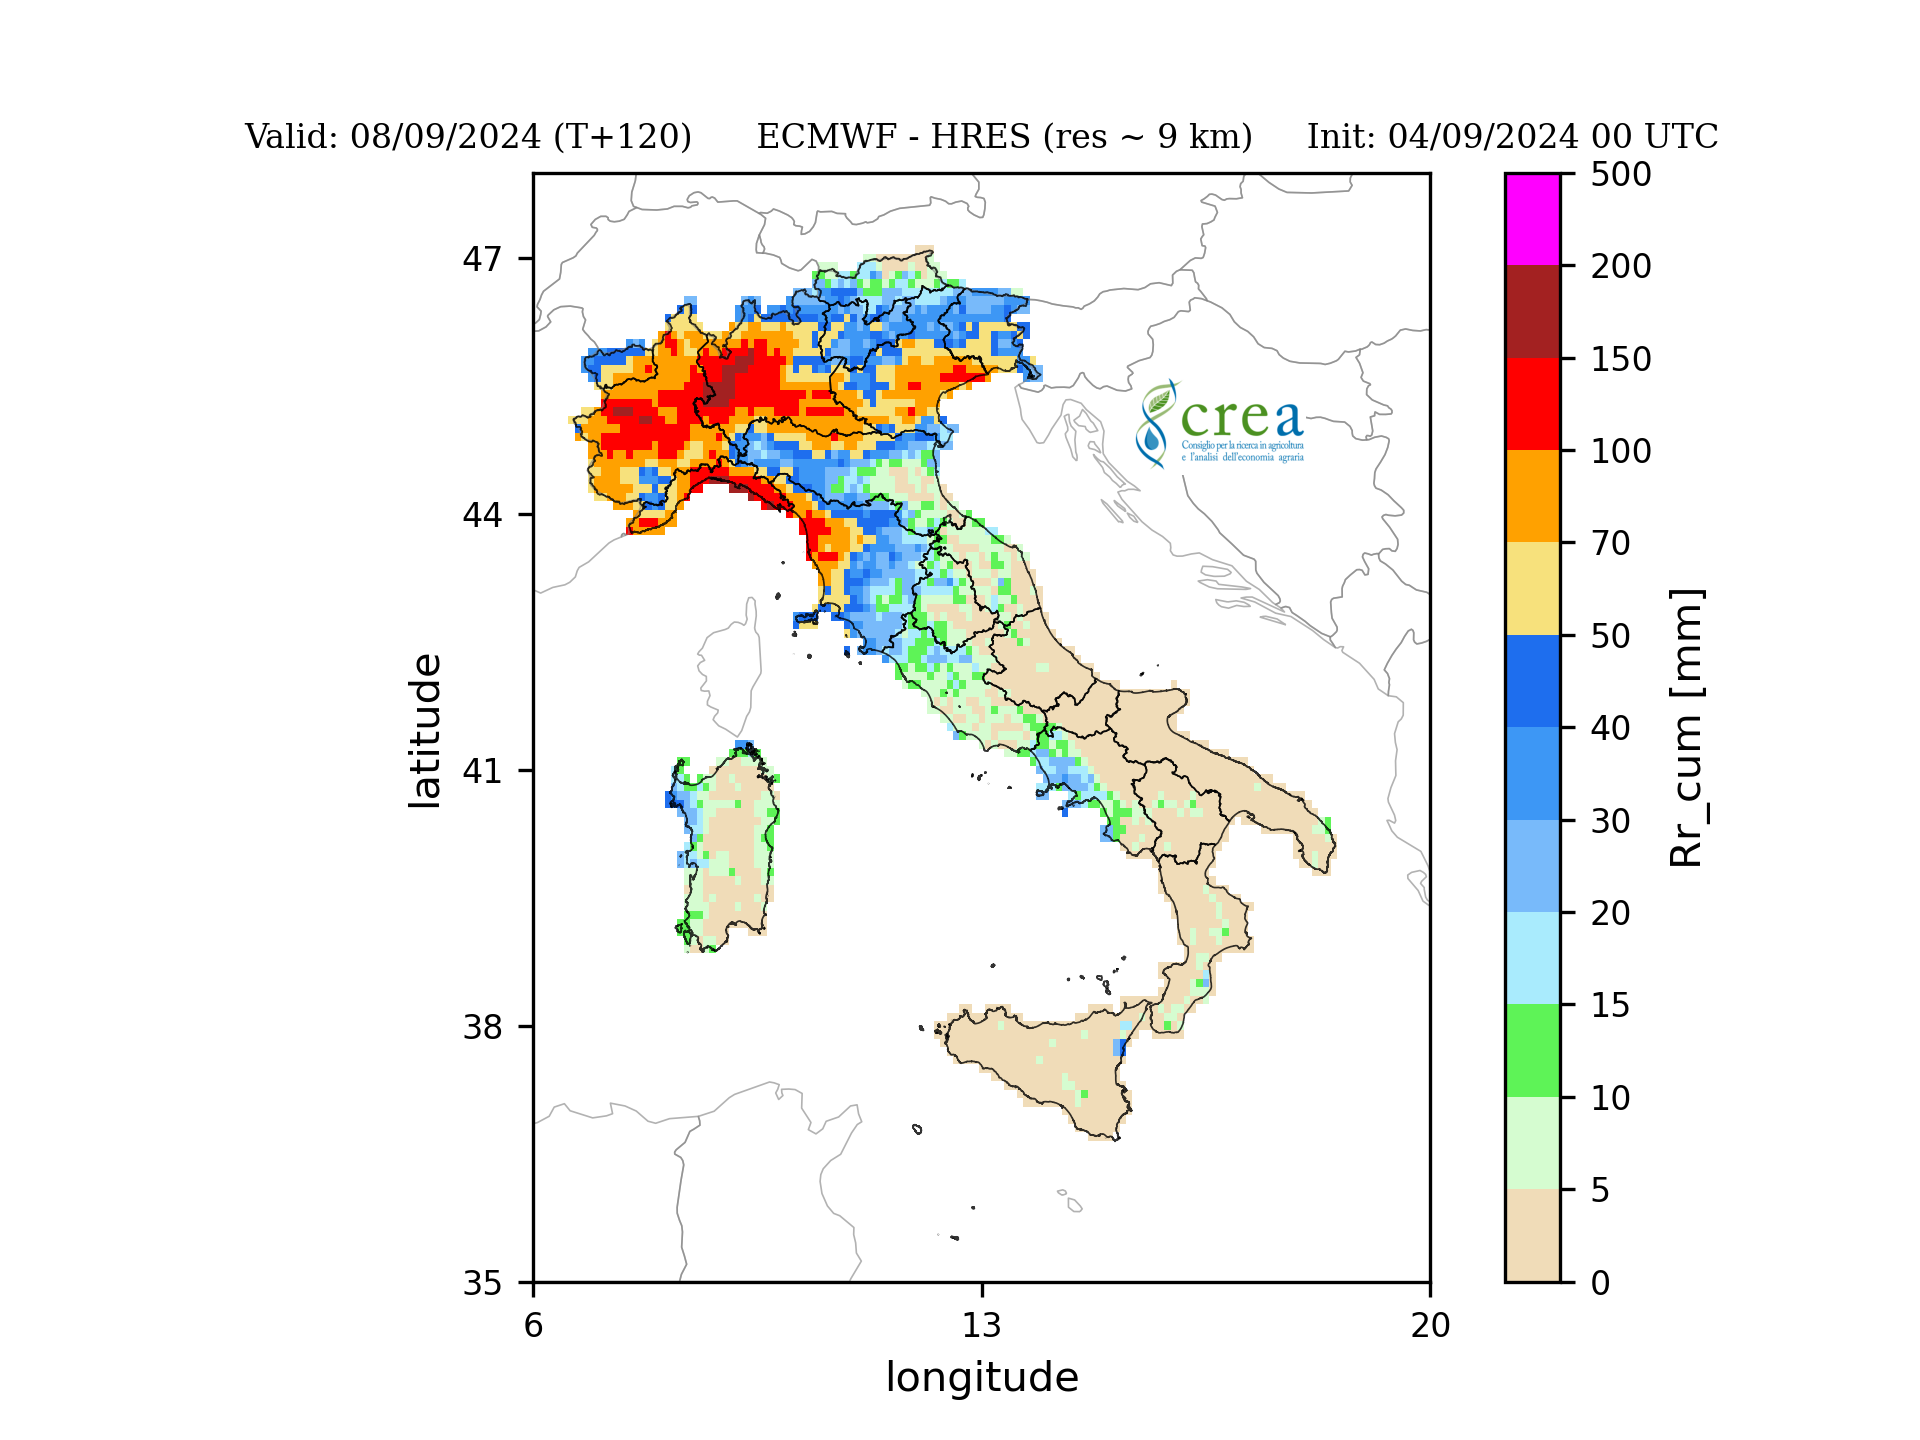 Valid: 08/09/2024 (T+120) ECMWF - HRES (res ~ 9 km) Init: 04/09/2024 00 UTC
47
44
41
38
35
latitude
6 13 20
longitude
crea
Consiglio per la ricerca in agricoltura
e l'analisi dell'economia agraria
500
200
150
100
70
50
40
30
20
15
10
5
0
Rr_cum [mm]